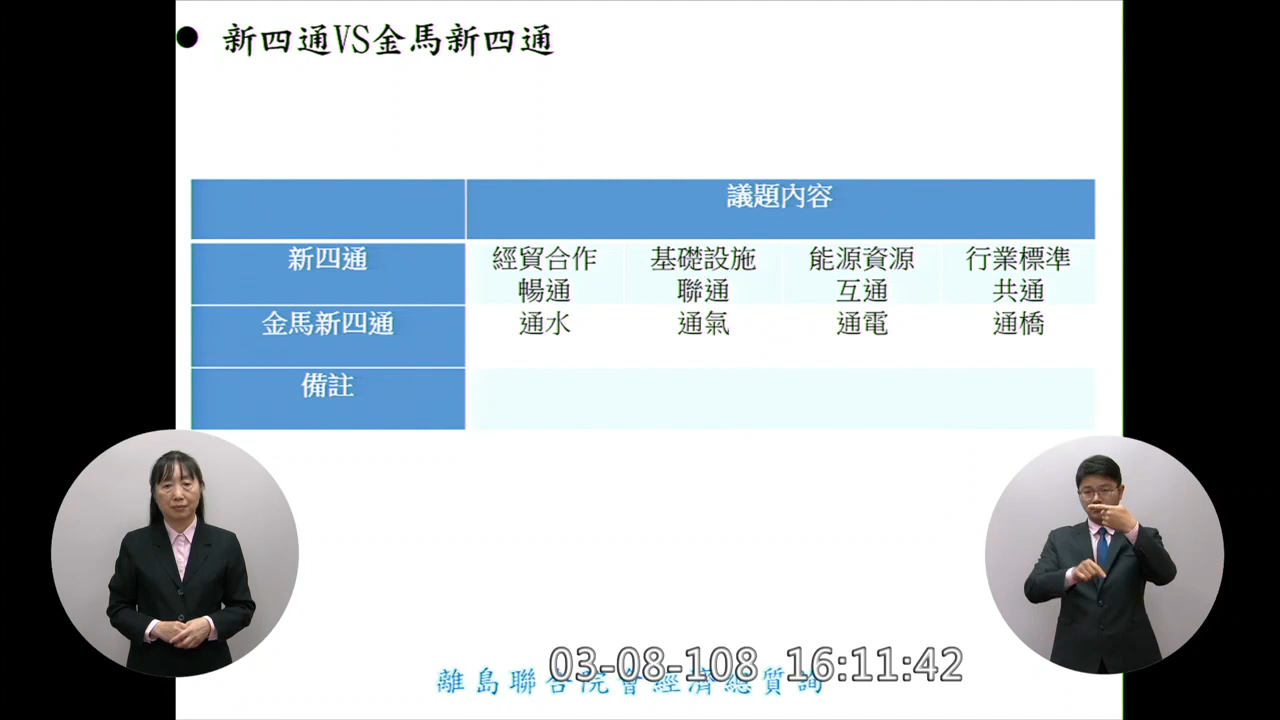 新四通VS金馬新四通
議題內容
新四通 經貿合作暢通 基礎設施聯通 能源資源互通 行業標準共通
金馬新四通 通水 通氣 通電 通橋
備註
03-08-108 16:11:42
離島聯合院會經濟總質詢